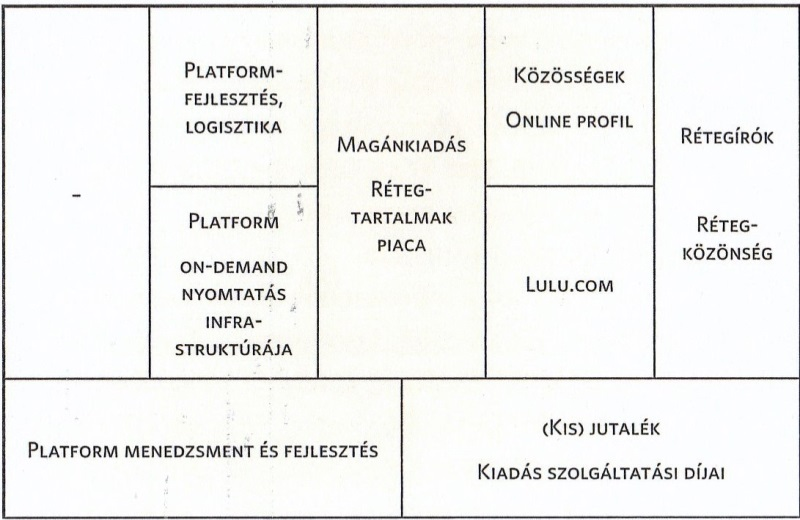 -
PLATFORM-
FEJLESZTÉS,
LOGISZTIKA
PLATFORM
ON-DEMAND
NYOMTATÁS
INFRA-
STRUKTÚRÁJA
MAGÁNKIADÁS
RÉTEG-
TARTALMAK
PIACA
KÖZÖSSÉGEK
ONLINE PROFIL
LULU.COM
RÉTEGÍRÓK
RÉTEG-
KÖZÖNSÉG
PLATFORM MENEDZSMENT ÉS FEJLESZTÉS
(KIS) JUTALÉK
KIADÁS SZOLGÁLTATÁSI DÍJAI